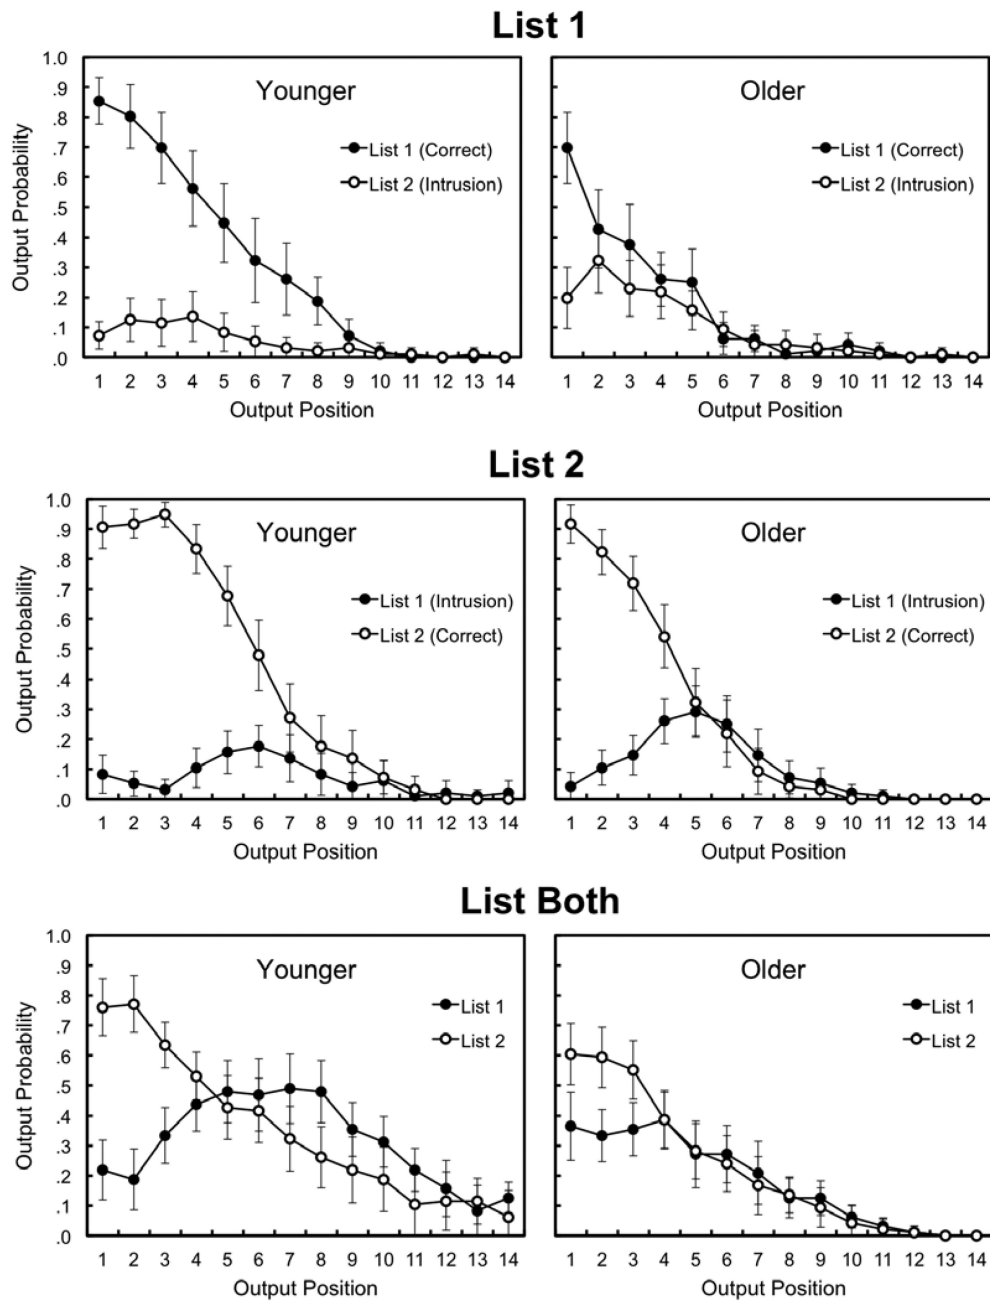 List 1
Output Probability
1.0
.9
.8
.7
.6
.5
.4
.3
.2
.1
.0
Younger
List 1 (Correct)
List 2 (Intrusion)
1 2 3 4 5 6 7 8 9 10 11 12 13 14
Output Position
Older
List 1 (Correct)
List 2 (Intrusion)
1 2 3 4 5 6 7 8 9 10 11 12 13 14
Output Position
List 2
Output Probability
1.0
.9
.8
.7
.6
.5
.4
.3
.2
.1
.0
Younger
List 1 (Intrusion)
List 2 (Correct)
1 2 3 4 5 6 7 8 9 10 11 12 13 14
Output Position
Older
List 1 (Intrusion)
List 2 (Correct)
1 2 3 4 5 6 7 8 9 10 11 12 13 14
Output Position
List Both
Output Probability
1.0
.9
.8
.7
.6
.5
.4
.3
.2
.1
.0
Younger
List 1
List 2
1 2 3 4 5 6 7 8 9 10 11 12 13 14
Output Position
Older
List 1
List 2
1 2 3 4 5 6 7 8 9 10 11 12 13 14
Output Position